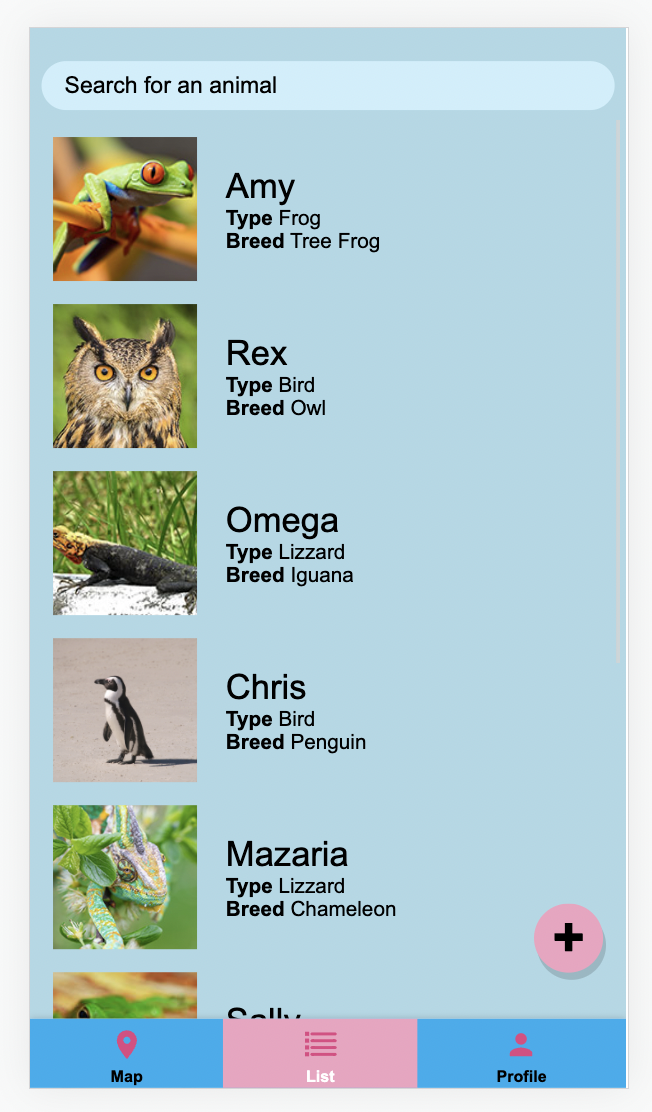 Search for an animal
Amy
Type Frog
Breed Tree Frog
Rex
Type Bird
Breed Owl
Omega
Type Lizzard
Breed Iguana
Chris
Type Bird
Breed Penguin
Mazaria
Type Lizzard
Breed Chameleon
Sally
Map
List
Profile